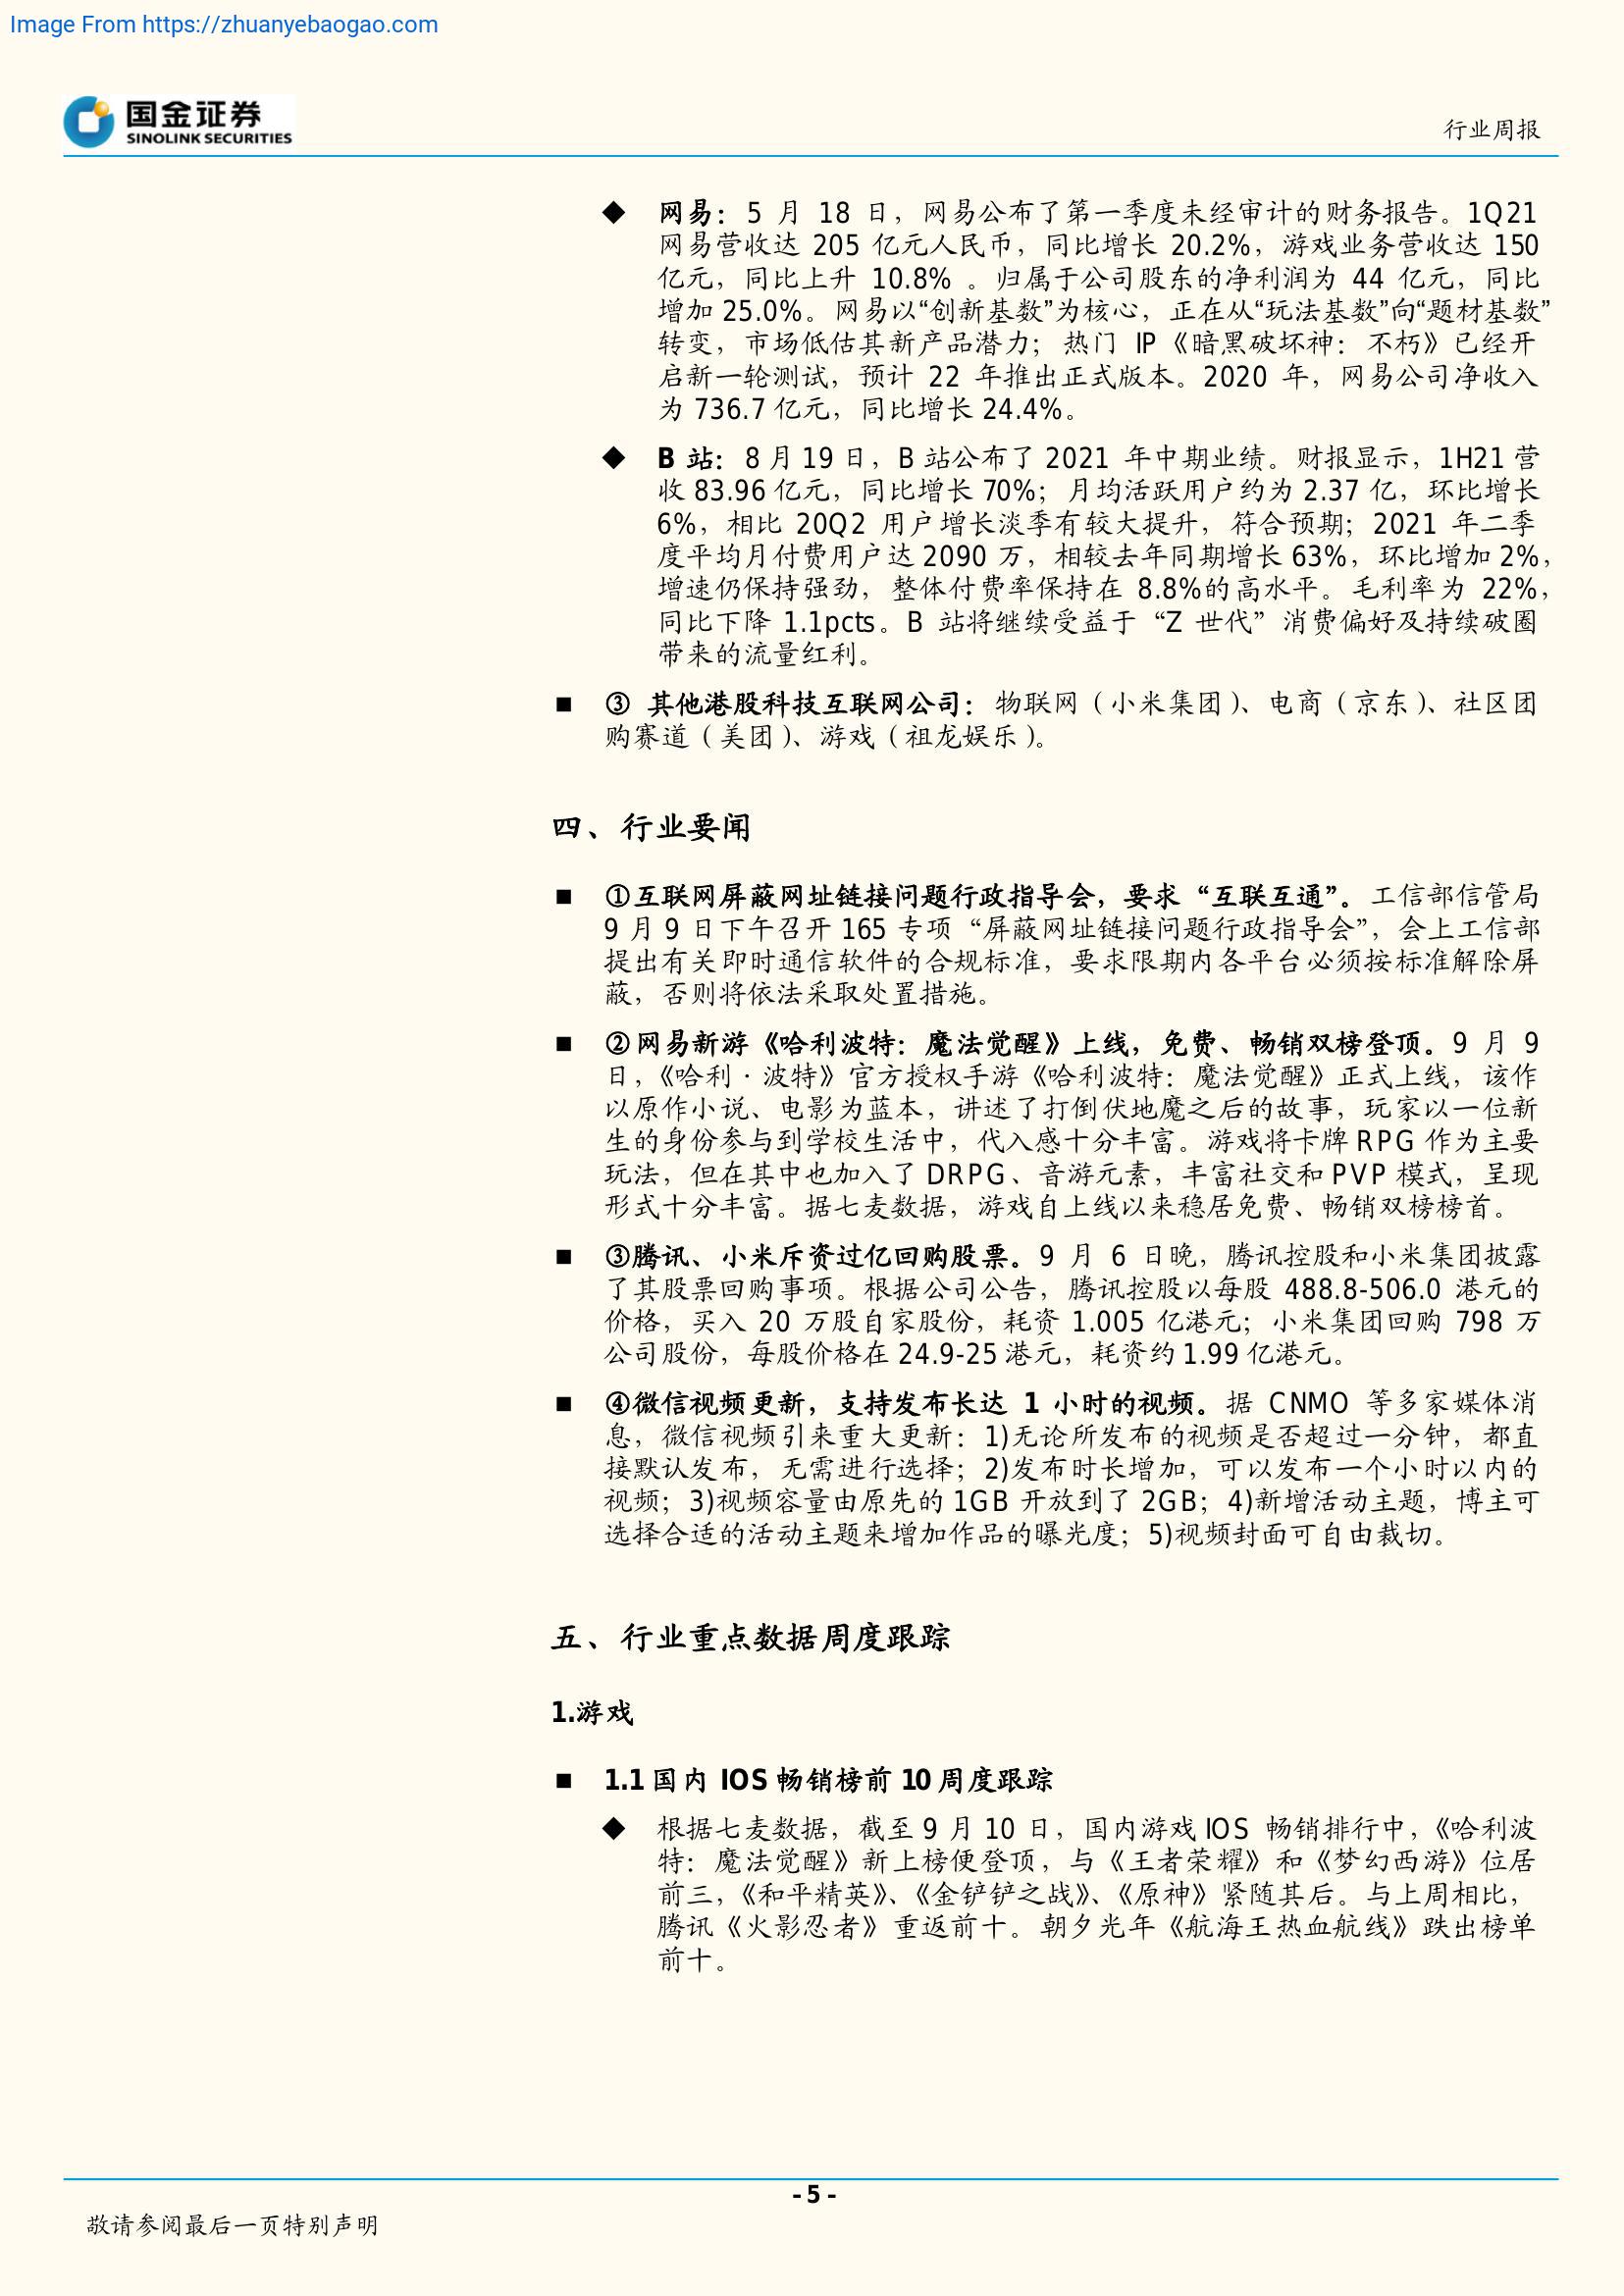 Image From https://zhuanyebaogao.com
国金证券
SINOLINK SECURITIES
行业周报
◆ 网易：5 月 18 日，网易公布了第一季度未经审计的财务报告。1Q21
网易营收达 205 亿元人民币，同比增长 20.2%，游戏业务营收达 150
亿元，同比上升 10.8% 。归属于公司股东的净利润为 44 亿元，同比
增加 25.0%。网易以“创新基数”为核心，正在从“玩法基数”向“题材基数”
转变，市场低估其新产品潜力；热门 IP《暗黑破坏神：不朽》已经开
启新一轮测试，预计 22 年推出正式版本。2020 年，网易公司净收入
为 736.7 亿元，同比增长 24.4%。
◆ B 站：8 月 19 日，B 站公布了 2021 年中期业绩。财报显示，1H21 营
收 83.96 亿元，同比增长 70%；月均活跃用户约为 2.37 亿，环比增长
6%，相比 20Q2 用户增长淡季有较大提升，符合预期；2021 年二季
度平均月付费用户达 2090 万，相较去年同期增长 63%，环比增加 2%，
增速仍保持强劲，整体付费率保持在 8.8%的高水平。毛利率为 22%，
同比下降 1.1pcts。B 站将继续受益于“Z 世代”消费偏好及持续破圈
带来的流量红利。
■ ③ 其他港股科技互联网公司：物联网（小米集团）、电商（京东）、社区团
购赛道（美团）、游戏（祖龙娱乐）。
四、行业要闻
■ ①互联网屏蔽网址链接问题行政指导会，要求“互联互通”。工信部信管局
9 月 9 日下午召开 165 专项“屏蔽网址链接问题行政指导会”，会上工信部
提出有关即时通信软件的合规标准，要求限期内各平台必须按标准解除屏
蔽，否则将依法采取处置措施。
■ ②网易新游《哈利波特：魔法觉醒》上线，免费、畅销双榜登顶。9 月 9
日，《哈利·波特》官方授权手游《哈利波特：魔法觉醒》正式上线，该作
以原作小说、电影为蓝本，讲述了打倒伏地魔之后的故事，玩家以一位新
生的身份参与到学校生活中，代入感十分丰富。游戏将卡牌 RPG 作为主要
玩法，但在其中也加入了 DRPG、音游元素，丰富社交和 PVP 模式，呈现
形式十分丰富。据七麦数据，游戏自上线以来稳居免费、畅销双榜榜首。
■ ③腾讯、小米斥资过亿回购股票。9 月 6 日晚，腾讯控股和小米集团披露
了其股票回购事项。根据公司公告，腾讯控股以每股 488.8-506.0 港元的
价格，买入 20 万股自家股份，耗资 1.005 亿港元；小米集团回购 798 万
公司股份，每股价格在 24.9-25 港元，耗资约 1.99 亿港元。
■ ④微信视频更新，支持发布长达 1 小时的视频。据 CNMO 等多家媒体消
息，微信视频引来重大更新：1)无论所发布的视频是否超过一分钟，都直
接默认发布，无需进行选择；2)发布时长增加，可以发布一个小时以内的
视频；3)视频容量由原先的 1GB 开放到了 2GB；4)新增活动主题，博主可
选择合适的活动主题来增加作品的曝光度；5)视频封面可自由裁切。
五、行业重点数据周度跟踪
1.游戏
■ 1.1 国内 IOS 畅销榜前 10 周度跟踪
◆ 根据七麦数据，截至 9 月 10 日，国内游戏 IOS 畅销排行中，《哈利波
特：魔法觉醒》新上榜便登顶，与《王者荣耀》和《梦幻西游》位居
前三，《和平精英》、《金铲铲之战》、《原神》紧随其后。与上周相比，
腾讯《火影忍者》重返前十。朝夕光年《航海王热血航线》跌出榜单
前十。
- 5 -
敬请参阅最后一页特别声明